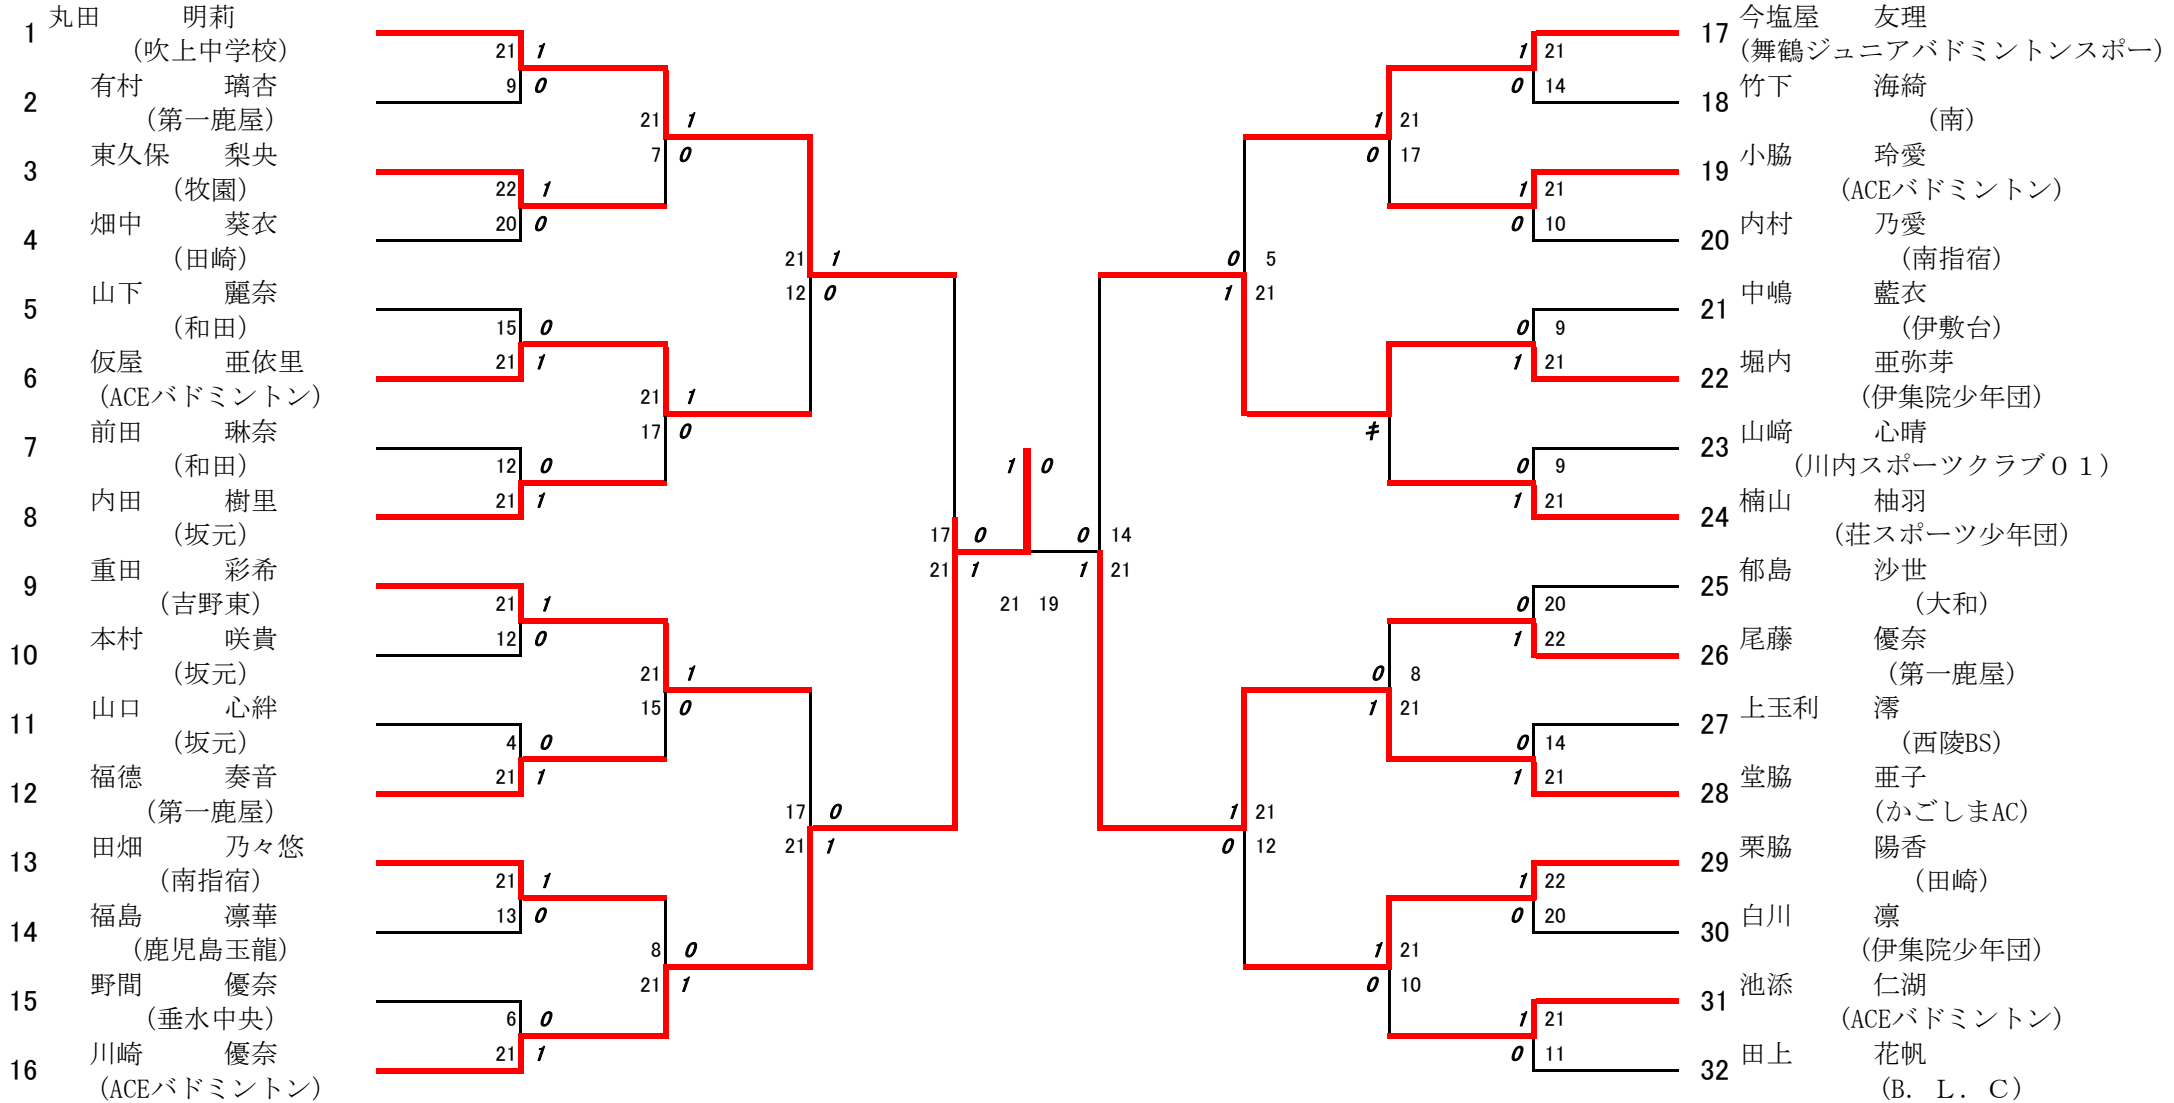 1 丸田 明莉
(吹上中学校)
2 有村 璃杏
(第一鹿屋)
3 東久保 梨央
(牧園)
4 畑中 葵衣
(田崎)
5 山下 麗奈
(和田)
6 仮屋 亜依里
(ACEバドミントン)
7 前田 琳奈
(和田)
8 内田 樹里
(坂元)
9 重田 彩希
(吉野東)
10 本村 咲貴
(坂元)
11 山口 心絆
(坂元)
12 福德 奏音
(第一鹿屋)
13 田畑 乃々悠
(南指宿)
14 福島 凛華
(鹿児島玉龍)
15 野間 優奈
(垂水中央)
16 川崎 優奈
(ACEバドミントン)
21 1
9 0
22 1
20 0
15 0
21 1
12 0
21 1
21 1
12 0
4 0
21 1
21 1
13 0
6 0
21 1
21 1
7 0
21 1
17 0
21 1
15 0
8 0
21 1
21 1
12 0
17 0
21 1
17 0
21 1
1 0
21 19
0 14
1 21
0 5
1 21
1 21
0 12
1 21
0 17
キ
0 8
1 21
1 21
0 10
1 21
0 14
1 21
0 10
0 9
1 21
0 9
1 21
0 20
1 22
0 14
1 21
1 22
0 20
1 21
0 11
17 今塩屋 友理
(舞鶴ジュニアバドミントンスポー)
18 竹下 海綺
(南)
19 小脇 玲愛
(ACEバドミントン)
20 内村 乃愛
(南指宿)
21 中嶋 藍衣
(伊敷台)
22 堀内 亜弥芽
(伊集院少年団)
23 山﨑 心晴
(川内スポーツクラブ０１)
24 楠山 柚羽
(荘スポーツ少年団)
25 郁島 沙世
(大和)
26 尾藤 優奈
(第一鹿屋)
27 上玉利 澪
(西陵BS)
28 堂脇 亜子
(かごしまAC)
29 栗脇 陽香
(田崎)
30 白川 凛
(伊集院少年団)
31 池添 仁湖
(ACEバドミントン)
32 田上 花帆
(B．Ｌ．Ｃ)